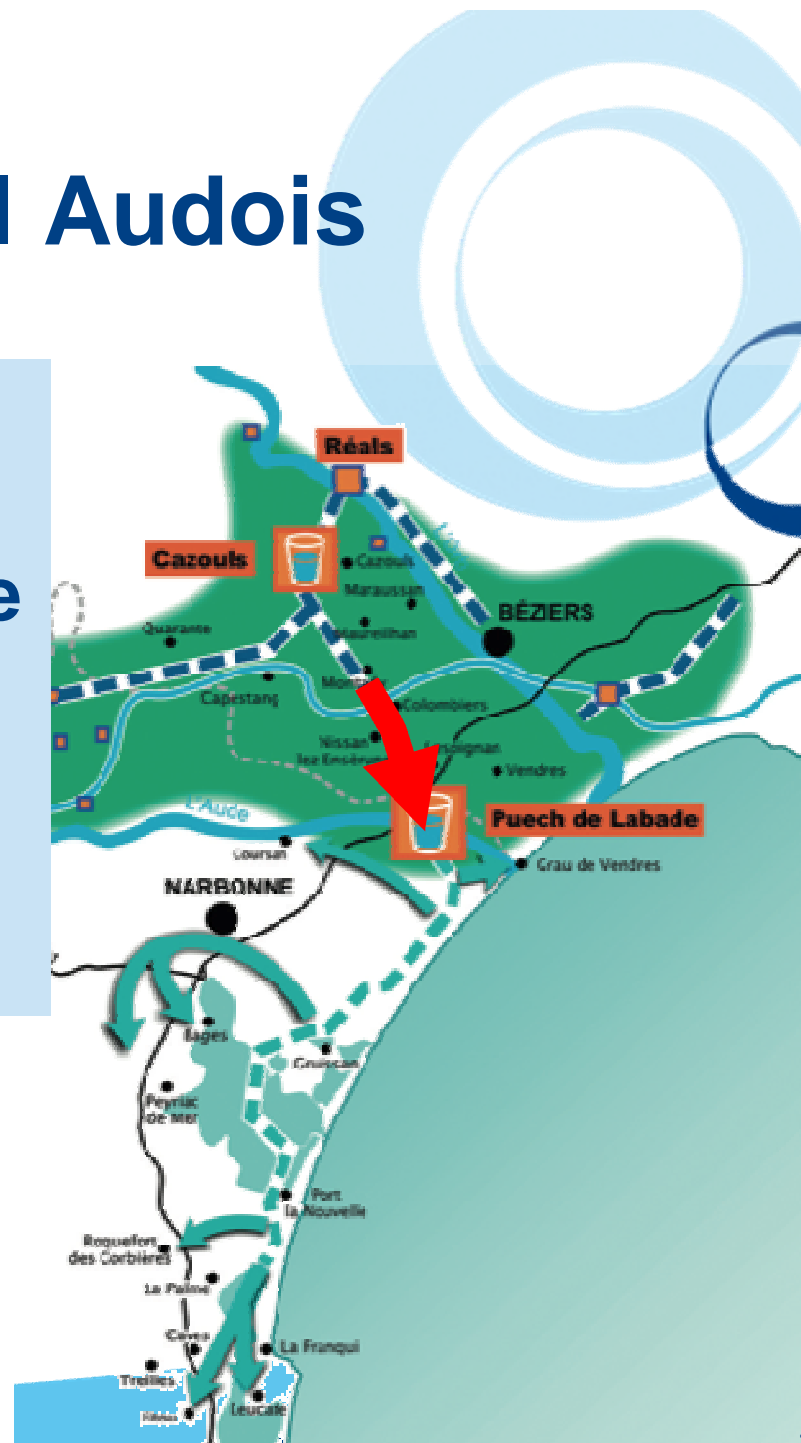 Audois
e
Réals
Cazouls
Cazouls
Maraussan
BÉZIERS
Quarante
Maureilhan
Capestang
Colombiers
Nissan
lez Ensérune
Vendres
L'Aude
Puech de Labade
Coursan
Grau de Vendres
NARBONNE
Bages
Gruissan
Peyriac
de Mer
Port
la Nouvelle
Roquefort
des Corbières
La Palme
Caves
La Franqui
Treilles
Leucate